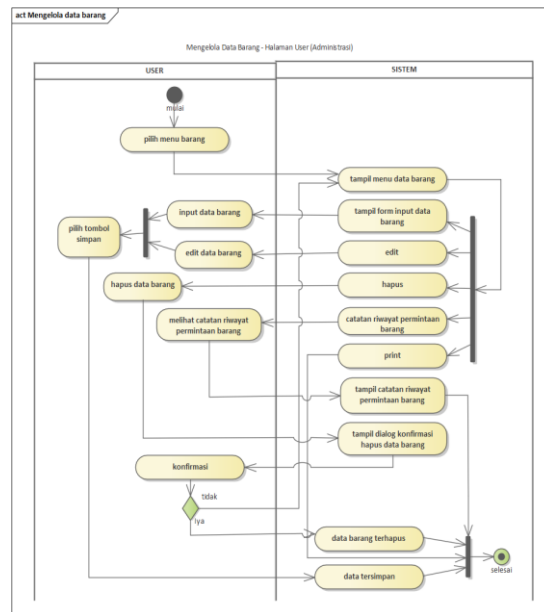 act Mengelola data barang
Mengelola Data Barang - Halaman User (Administrasi)
USER
SISTEM
mulai
pilih menu barang
tampil menu data barang
input data barang
tampil form input data
barang
pilih tombol
simpan
edit data barang
edit
hapus data barang
hapus
melihat catatan riwayat
permintaan barang
catatan riwayat permintaan
barang
print
tampil catatan riwayat
permintaan barang
tampil dialog konfirmasi
hapus data barang
konfirmasi
tidak
iya
data barang terhapus
selesai
data tersimpan